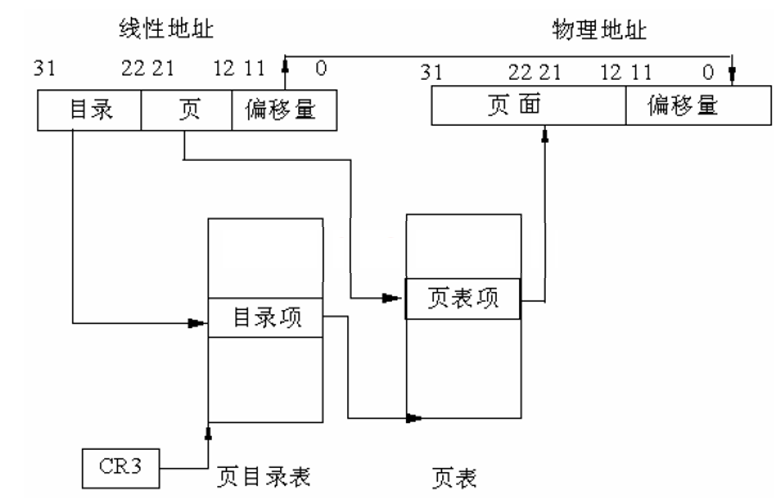 线性地址 物理地址
31 22 21 12 11 0 31 22 21 12 11 0
目录 页 偏移量 页面 偏移量
目录项 页表项
CR3 页目录表 页表